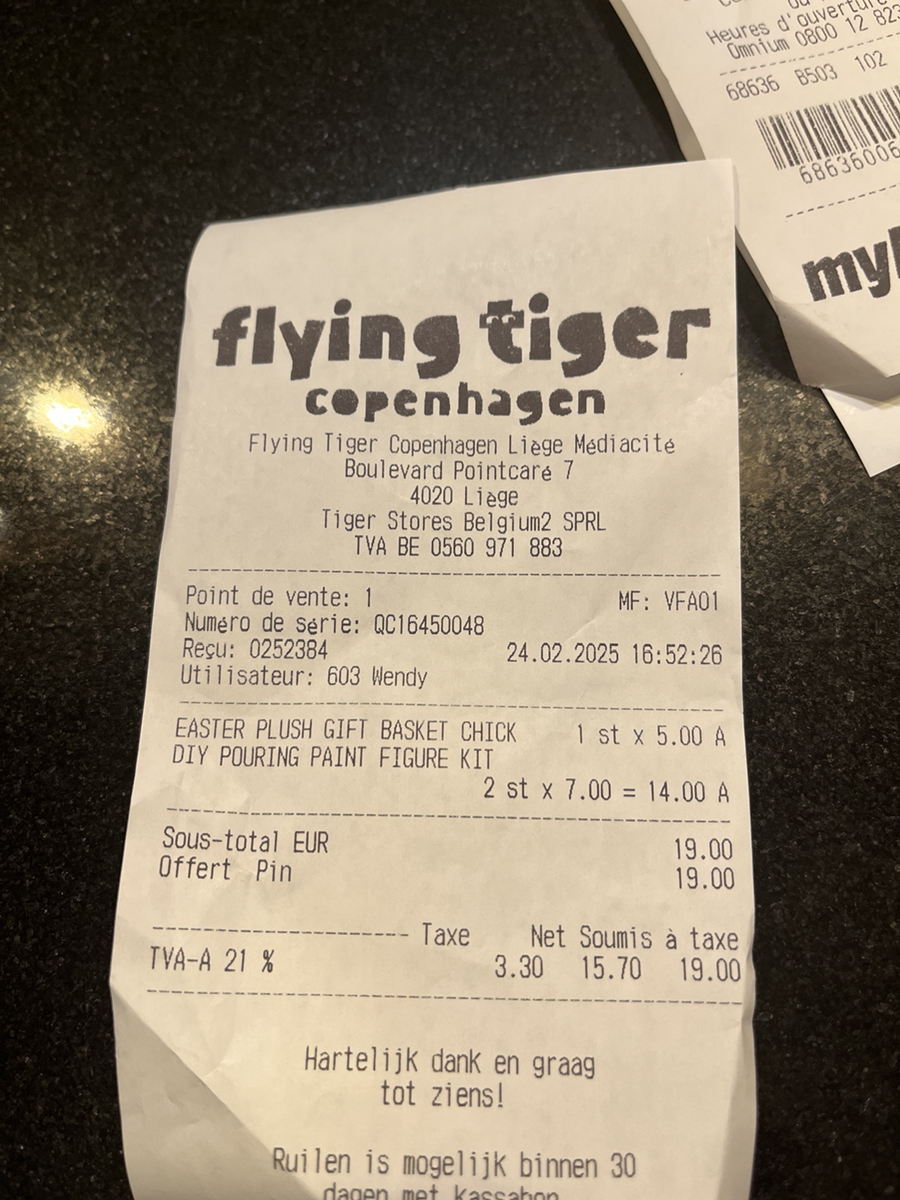 Heures d'ouverture
Omnium 0800 12 823
68636 B503 102
flying tiger
copenhagen
Flying Tiger Copenhagen Liège Médiacité
Boulevard Pointcaré 7
4020 Liège
Tiger Stores Belgium2 SPRL
TVA BE 0560 971 883
Point de vente: 1 MF: VFA01
Numéro de série: QC16450048
Reçu: 0252384 24.02.2025 16:52:26
Utilisateur: 603 Wendy
EASTER PLUSH GIFT BASKET CHICK 1 st x 5.00 A
DIY POURING PAINT FIGURE KIT
2 st x 7.00 = 14.00 A
Sous-total EUR 19.00
Offert Pin 19.00
Taxe Net Soumis à taxe
TVA-A 21 % 3.30 15.70 19.00
Hartelijk dank en graag
tot ziens!
Ruilen is mogelijk binnen 30
dagen met kassabon